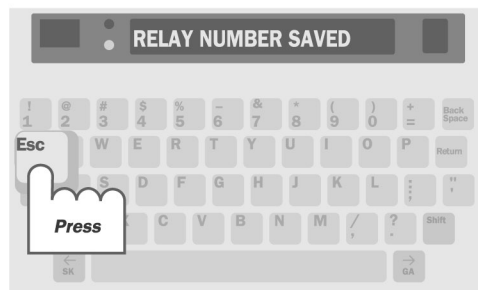 RELAY NUMBER SAVED
! @ # $ % – & * ( ) + Back
1 2 3 4 5 6 7 8 9 0 = Space
Esc W E R T Y U I O P Return
S D F G H J K L : ; " '
Press X C V B N M / , ? . Shift
← SK → GA